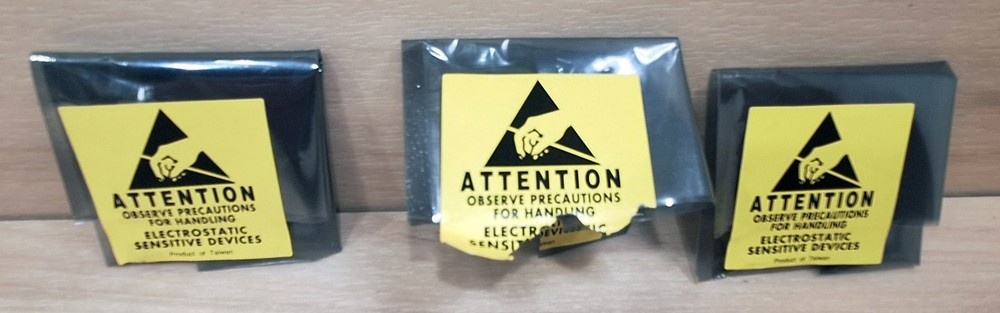 ATTENTION
OBSERVE PRECAUTIONS
FOR HANDLING
ELECTROSTATIC
SENSITIVE DEVICES
Product of Taiwan
ATTENTION
OBSERVE PRECAUTIONS
FOR HANDLING
ATTENTION
OBSERVE PRECAUTIONS
FOR HANDLING
ELECTROSTATIC
SENSITIVE DEVICES
Product of Taiwan